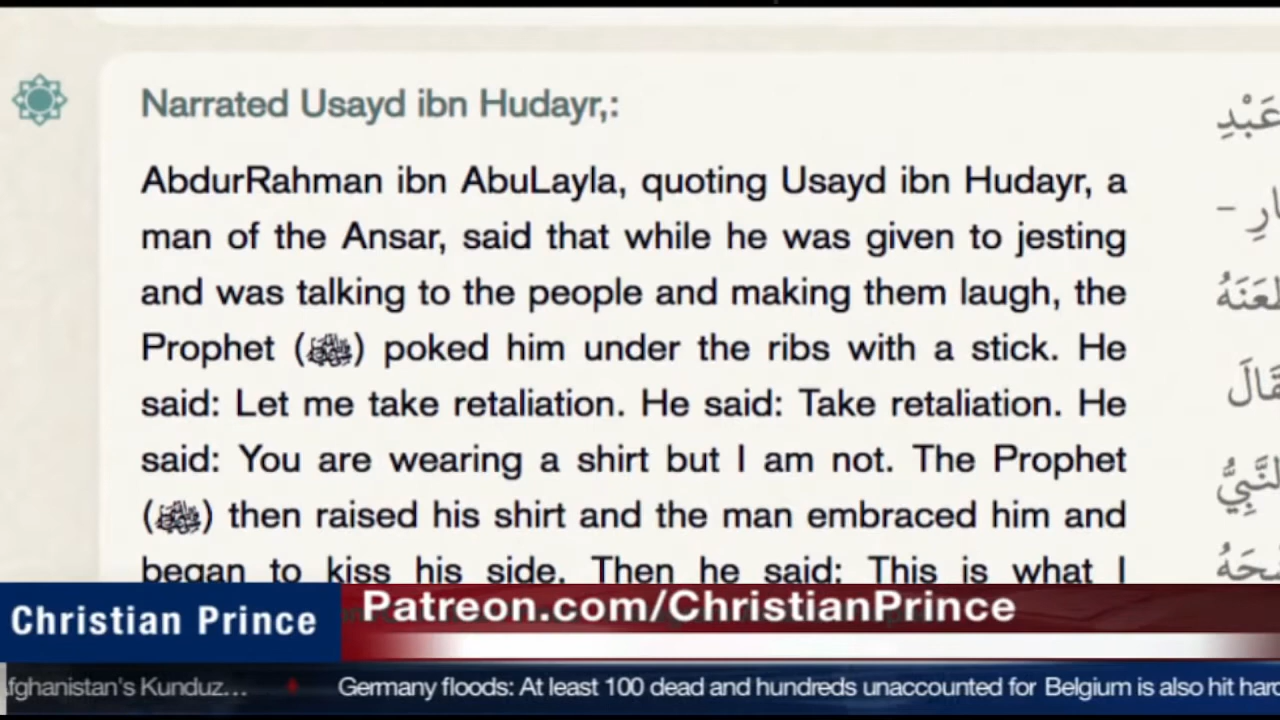 Narrated Usayd ibn Hudayr,:
AbdurRahman ibn AbuLayla, quoting Usayd ibn Hudayr, a
man of the Ansar, said that while he was given to jesting
and was talking to the people and making them laugh, the
Prophet (ﷺ) poked him under the ribs with a stick. He
said: Let me take retaliation. He said: Take retaliation. He
said: You are wearing a shirt but I am not. The Prophet
(ﷺ) then raised his shirt and the man embraced him and
began to kiss his side. Then he said: This is what I
عَبْدِ
قَالَ
Christian Prince
Patreon.com/ChristianPrince
Afghanistan's Kunduz...
Germany floods: At least 100 dead and hundreds unaccounted for Belgium is also hit hard